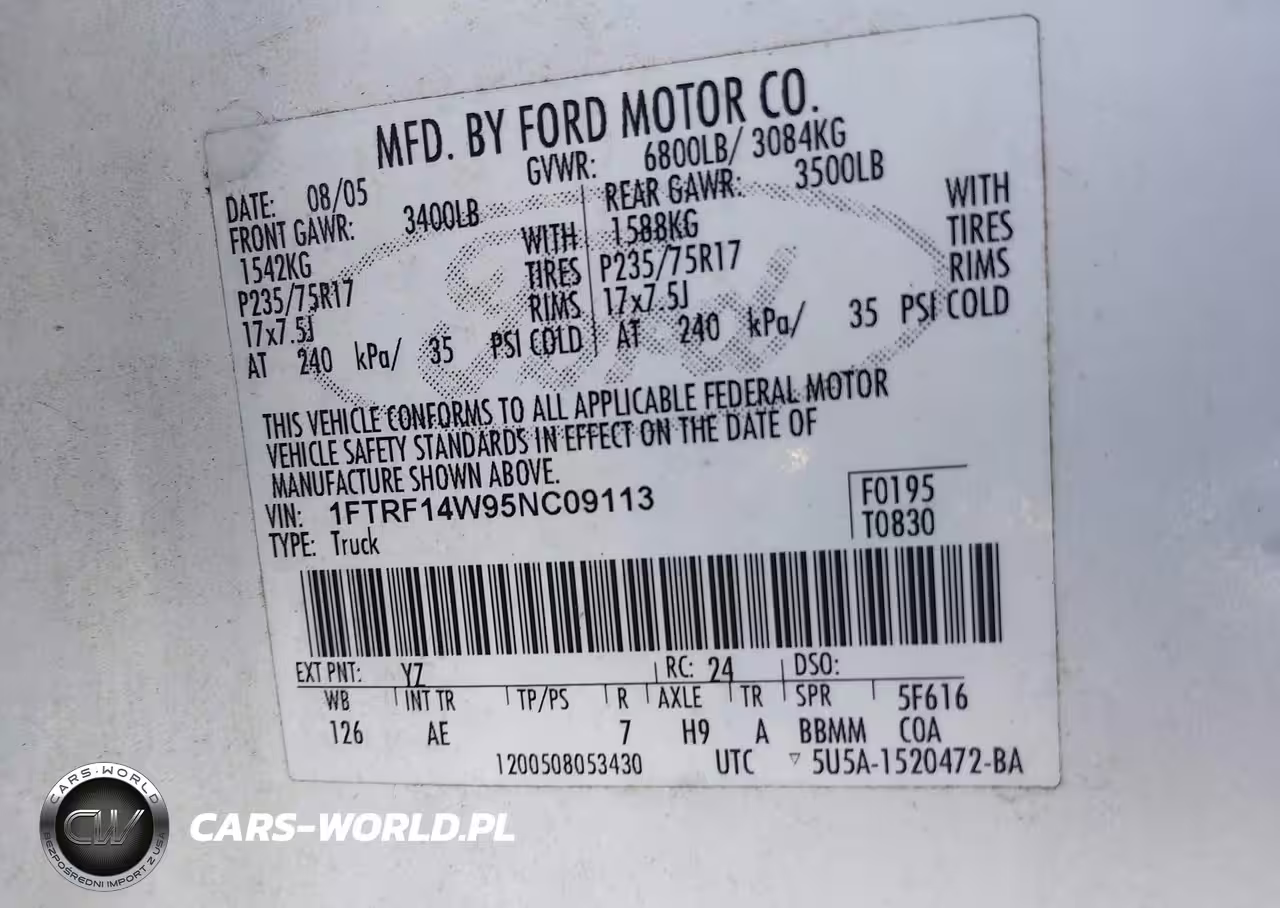 MFD. BY FORD MOTOR CO.
DATE: 08/05 GVWR: 6800LB/ 3084KG
FRONT GAWR: 3400LB REAR GAWR: 3500LB
1542KG WITH 1588KG WITH
P235/75R17 TIRES P235/75R17 TIRES
17x7.5J RIMS 17x7.5J RIMS
AT 240 kPa/ 35 PSI COLD AT 240 kPa/ 35 PSI COLD
THIS VEHICLE CONFORMS TO ALL APPLICABLE FEDERAL MOTOR
VEHICLE SAFETY STANDARDS IN EFFECT ON THE DATE OF
MANUFACTURE SHOWN ABOVE.
VIN: 1FTRF14W95NC09113 F0195
TYPE: Truck T0830
EXT PNT: YZ RC: 24 DSO:
WB INT TR TP/PS R AXLE TR SPR 5F616
126 AE 7 H9 A BBMM COA
1200508053430 UTC ▽ 5U5A-1520472-BA
Ford
CARS-WORLD
CW
BEZPOŚREDNI IMPORT Z USA
CARS-WORLD.PL